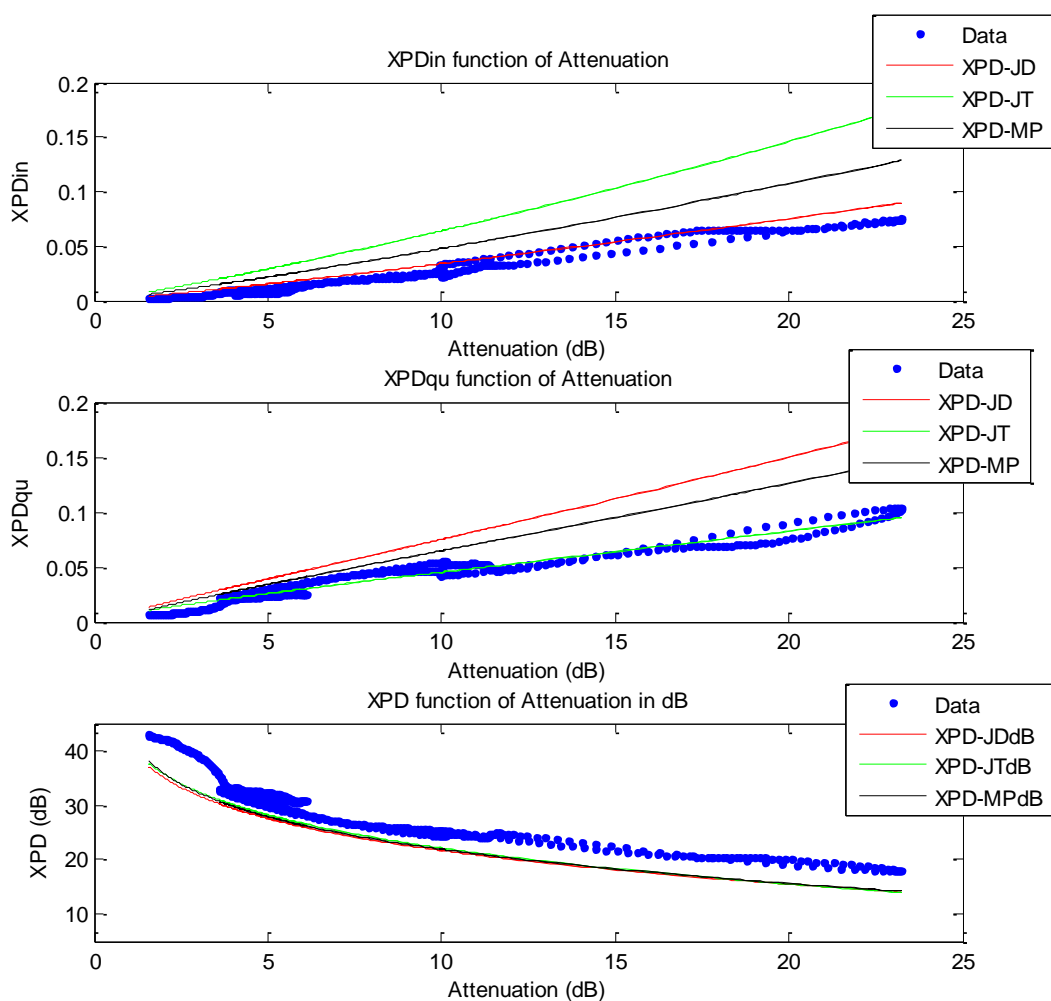 XPDin function of Attenuation
Data
XPD-JD
XPD-JT
XPD-MP
0.2
0.15
0.1
0.05
0
XPDin
0 5 10 15 20 25
Attenuation (dB)
XPDqu function of Attenuation
Data
XPD-JD
XPD-JT
XPD-MP
0.2
0.15
0.1
0.05
0
XPDqu
0 5 10 15 20 25
Attenuation (dB)
XPD function of Attenuation in dB
Data
XPD-JDdB
XPD-JTdB
XPD-MPdB
40
30
20
10
XPD (dB)
0 5 10 15 20 25
Attenuation (dB)